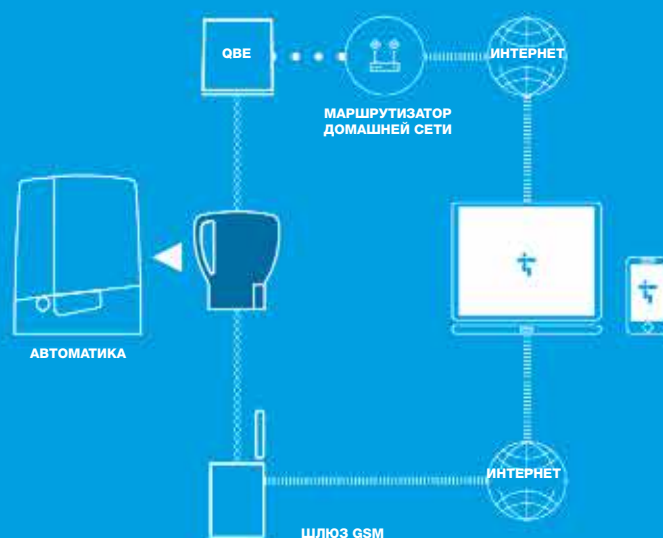 QBE
ИНТЕРНЕТ
МАРШРУТИЗАТОР
ДОМАШНЕЙ СЕТИ
АВТОМАТИКА
ИНТЕРНЕТ
ШЛЮЗ GSM